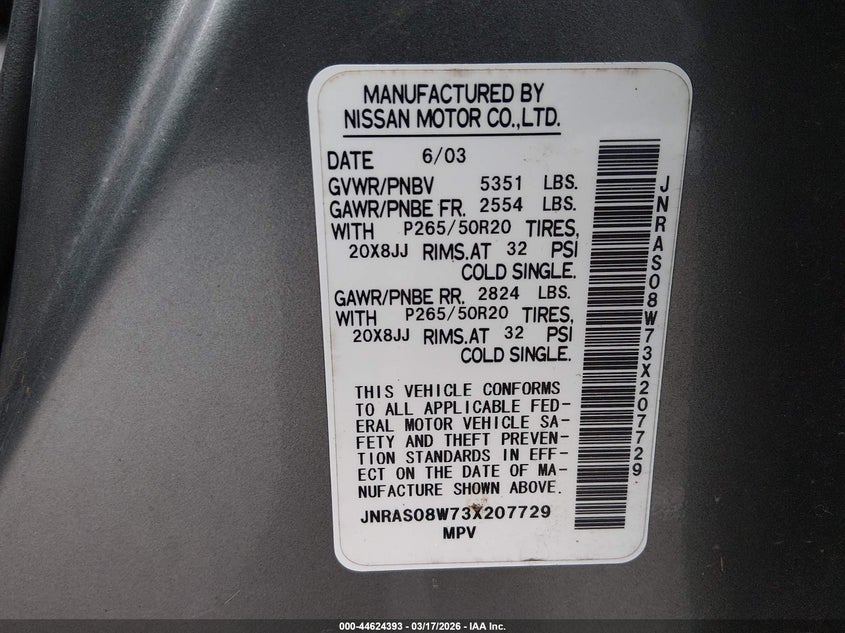 MANUFACTURED BY
NISSAN MOTOR CO.,LTD.
DATE 6/03
GVWR/PNBV 5351 LBS.
GAWR/PNBE FR. 2554 LBS.
WITH P265/50R20 TIRES,
20X8JJ RIMS.AT 32 PSI
COLD SINGLE.
GAWR/PNBE RR. 2824 LBS.
WITH P265/50R20 TIRES,
20X8JJ RIMS.AT 32 PSI
COLD SINGLE.
THIS VEHICLE CONFORMS
TO ALL APPLICABLE FED-
ERAL MOTOR VEHICLE SA-
FETY AND THEFT PREVEN-
TION STANDARDS IN EFF-
ECT ON THE DATE OF MA-
NUFACTURE SHOWN ABOVE.
JNRAS08W73X207729
MPV
JNRAS08W73X207729
000-44624393 - 03/17/2026 - IAA Inc.